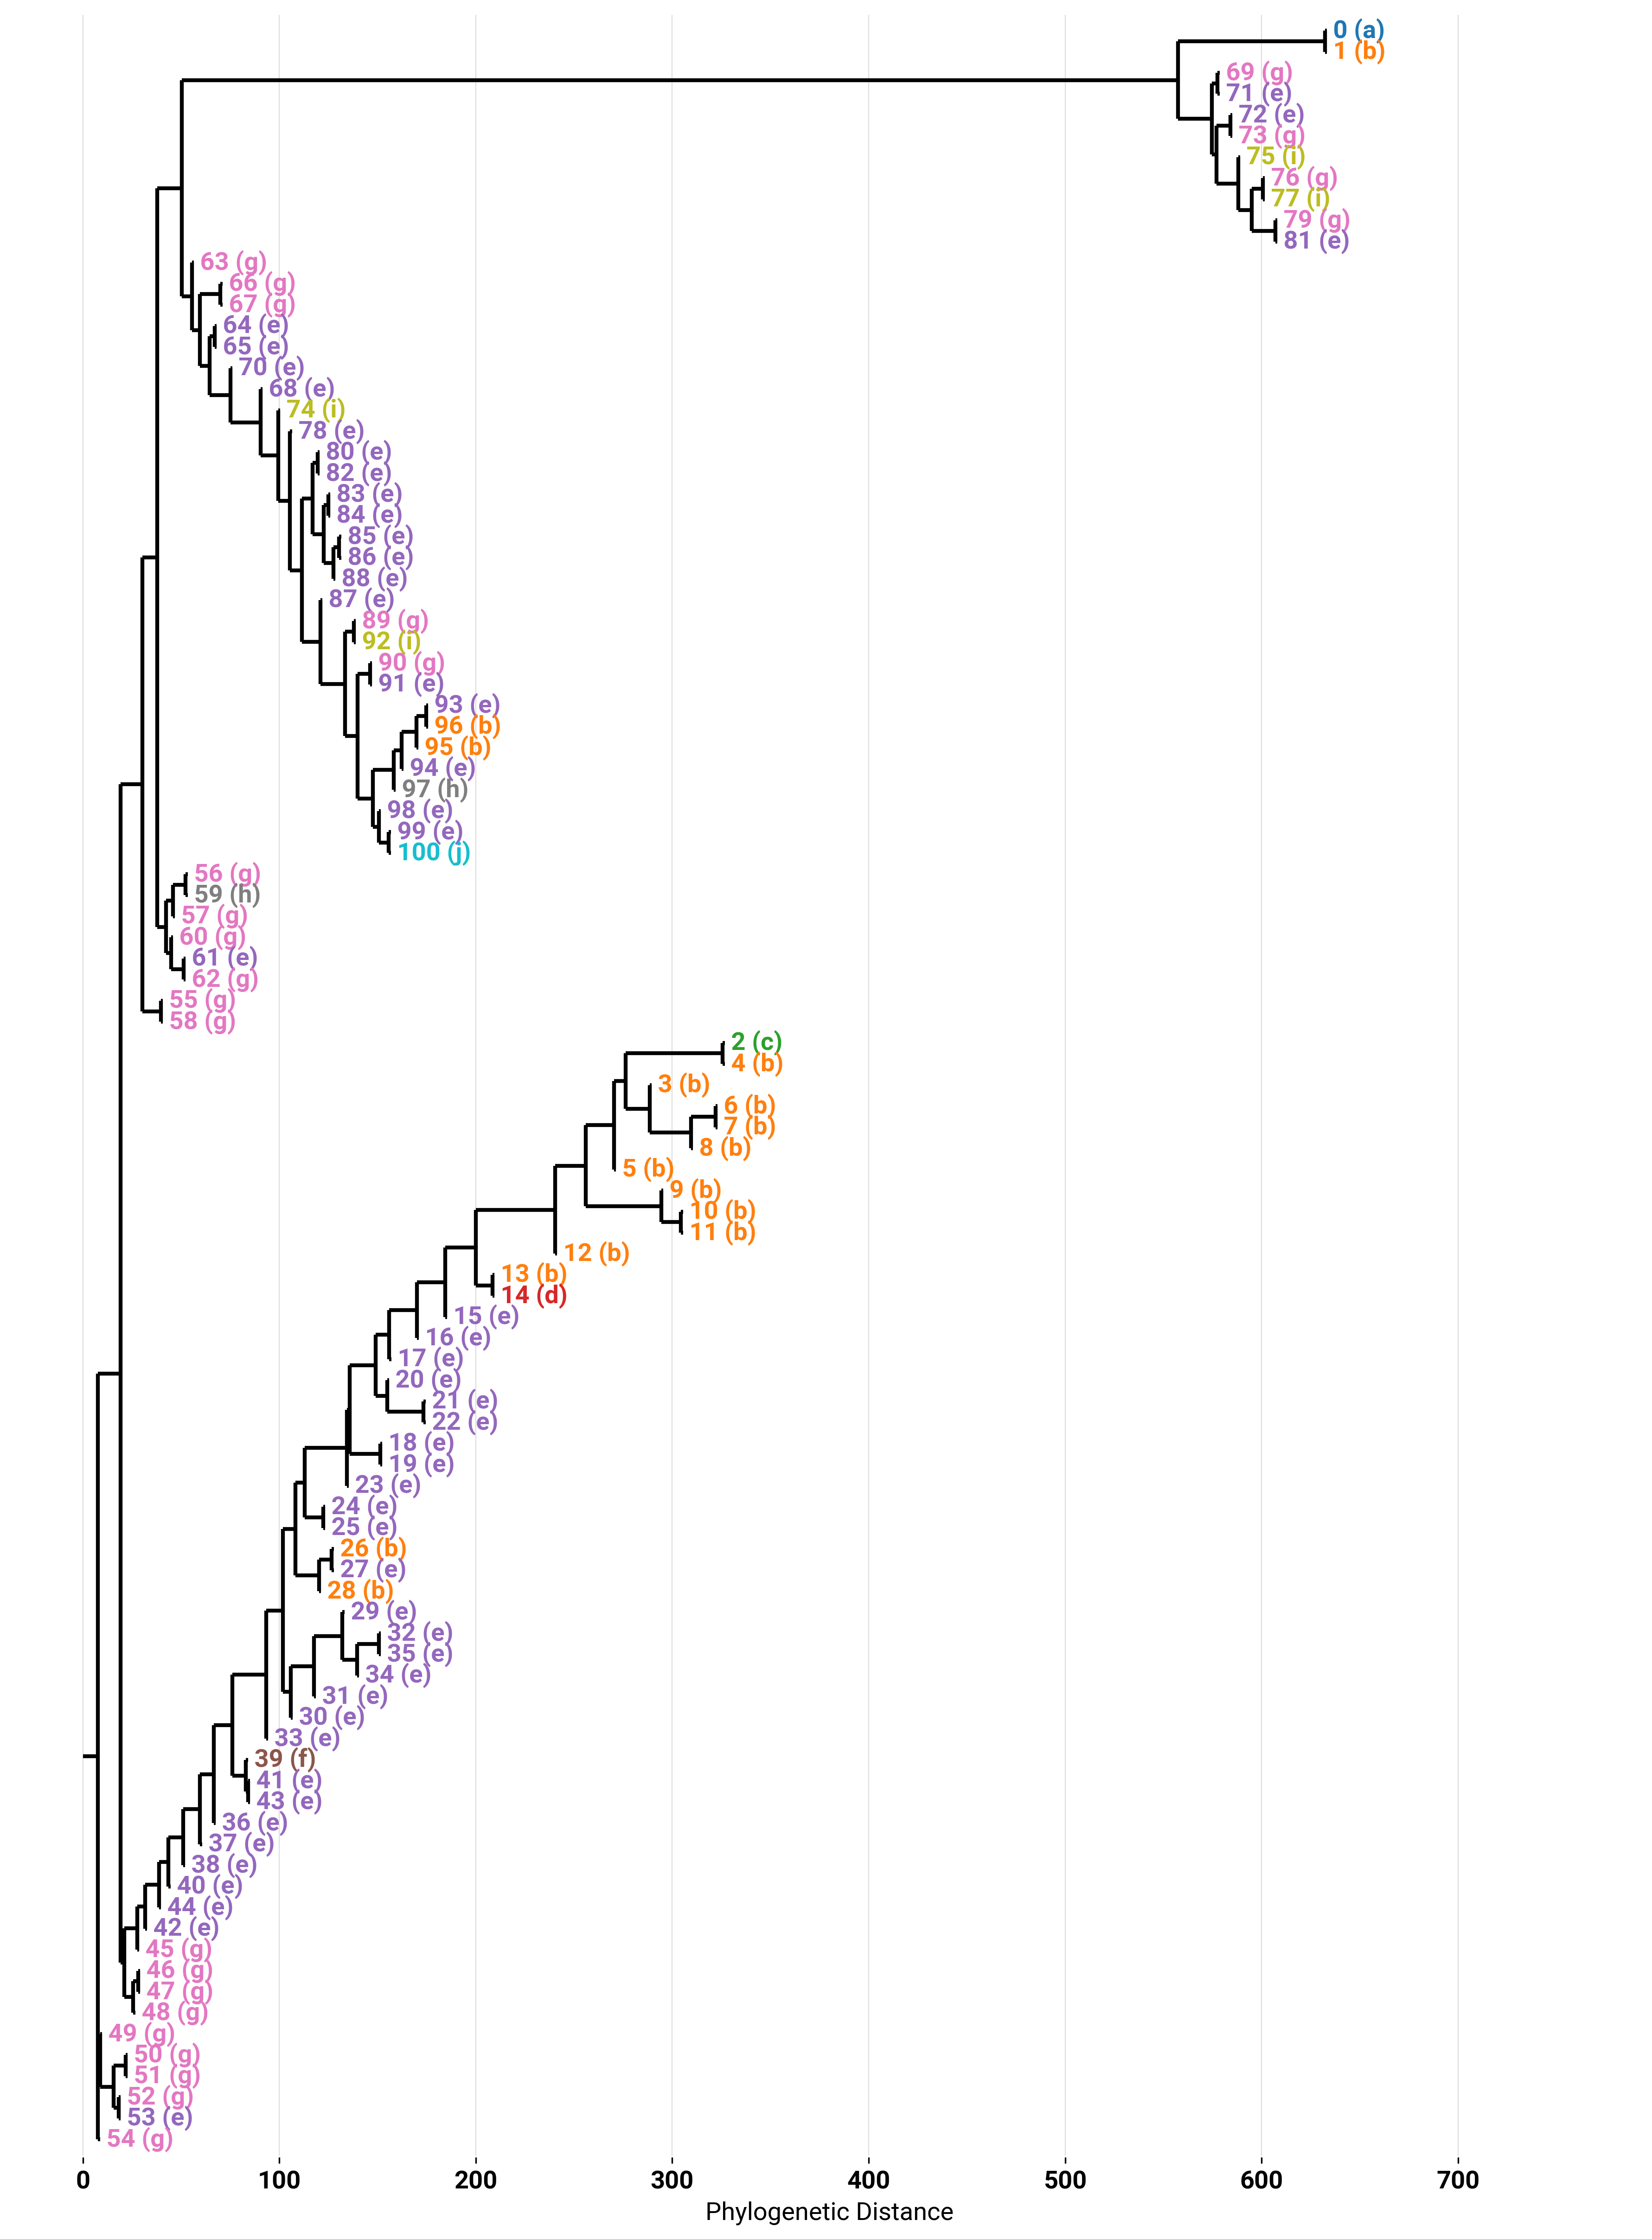 0 (a)
1 (b)
69 (g)
71 (e)
72 (e)
73 (g)
75 (i)
76 (g)
77 (i)
79 (g)
81 (e)
63 (g)
66 (g)
67 (g)
64 (e)
65 (e)
70 (e)
68 (e)
74 (i)
78 (e)
80 (e)
82 (e)
83 (e)
84 (e)
85 (e)
86 (e)
88 (e)
87 (e)
89 (g)
92 (i)
90 (g)
91 (e)
93 (e)
96 (b)
95 (b)
94 (e)
97 (h)
98 (e)
99 (e)
100 (j)
56 (g)
59 (h)
57 (g)
60 (g)
61 (e)
62 (g)
55 (g)
58 (g)
2 (c)
4 (b)
3 (b)
6 (b)
7 (b)
8 (b)
5 (b)
9 (b)
10 (b)
11 (b)
12 (b)
13 (b)
14 (d)
15 (e)
16 (e)
17 (e)
20 (e)
21 (e)
22 (e)
18 (e)
19 (e)
23 (e)
24 (e)
25 (e)
26 (b)
27 (e)
28 (b)
29 (e)
32 (e)
35 (e)
34 (e)
31 (e)
30 (e)
33 (e)
39 (f)
41 (e)
43 (e)
36 (e)
37 (e)
38 (e)
40 (e)
44 (e)
42 (e)
45 (g)
46 (g)
47 (g)
48 (g)
49 (g)
50 (g)
51 (g)
52 (g)
53 (e)
54 (g)
0 100 200 300 400 500 600 700
Phylogenetic Distance